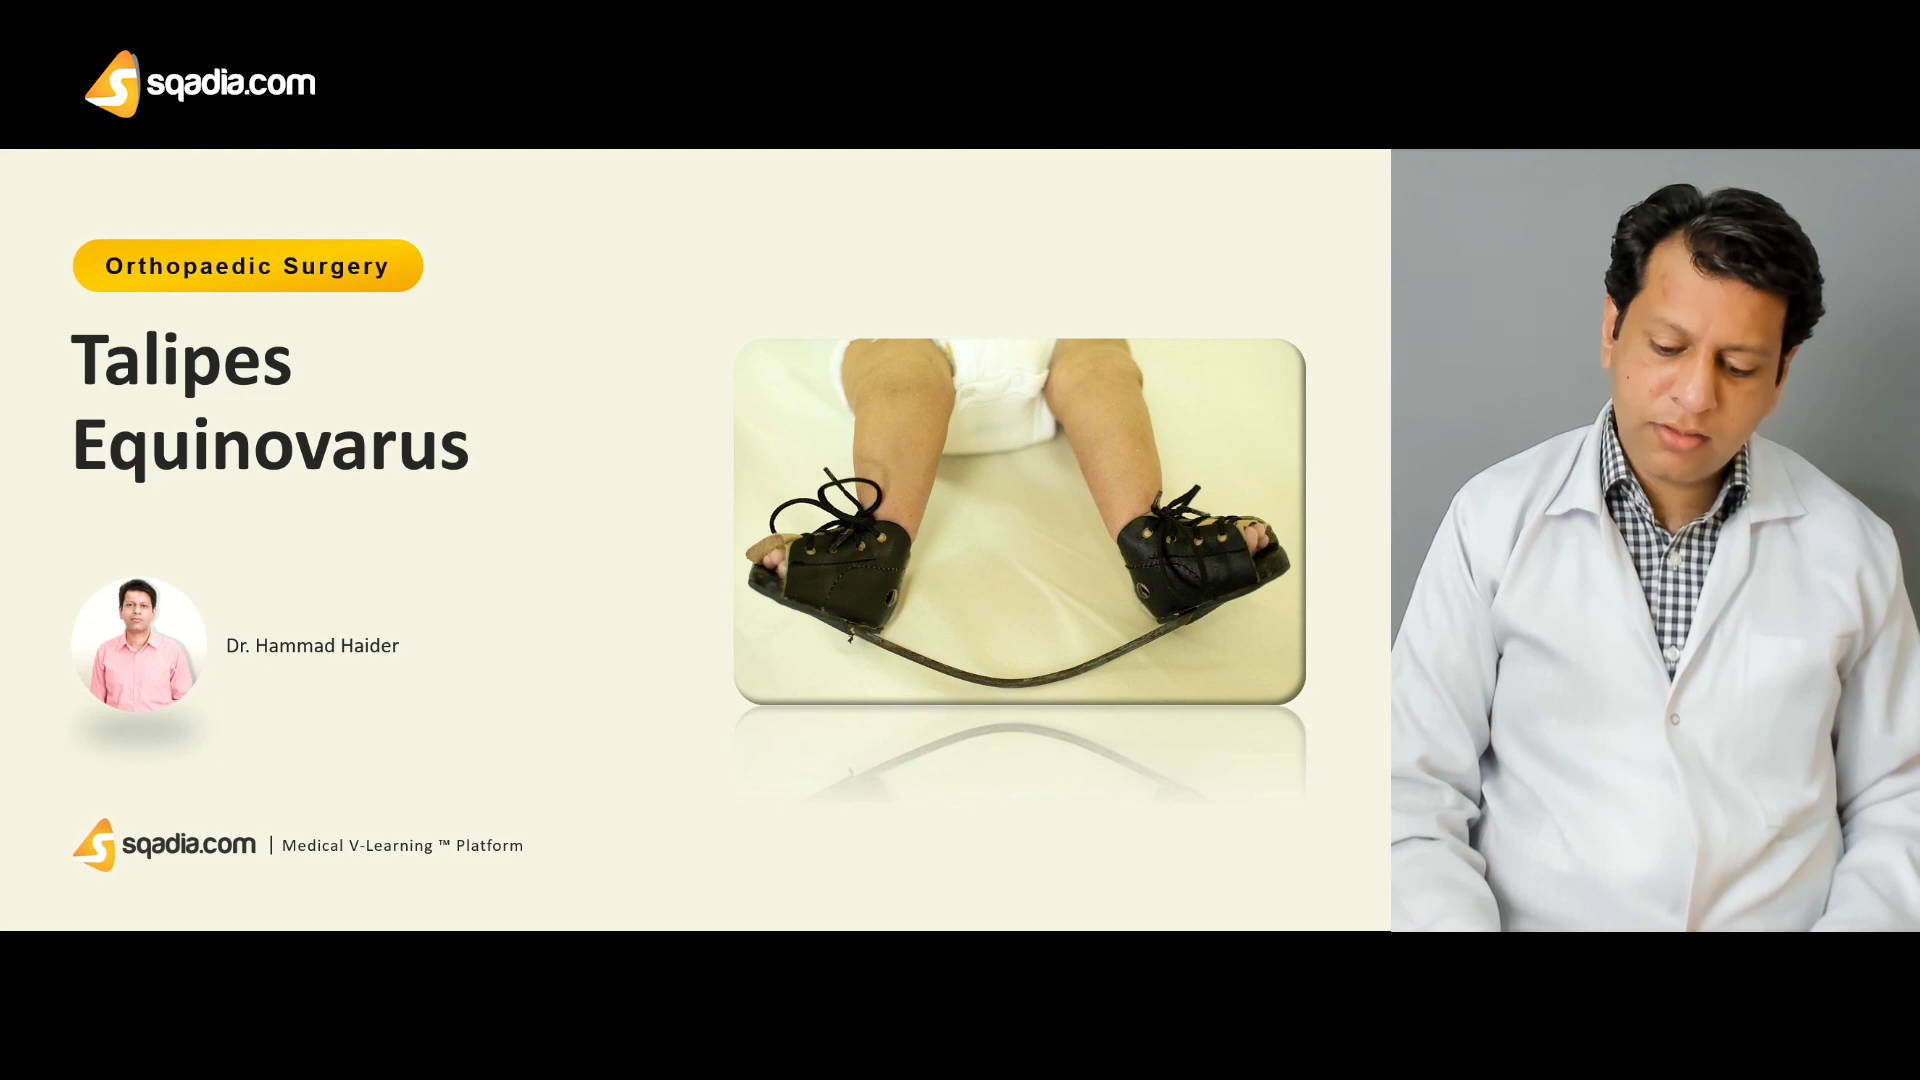 sqadia.com
Orthopaedic Surgery
Talipes
Equinovarus
Dr. Hammad Haider
sqadia.com | Medical V-Learning ™ Platform